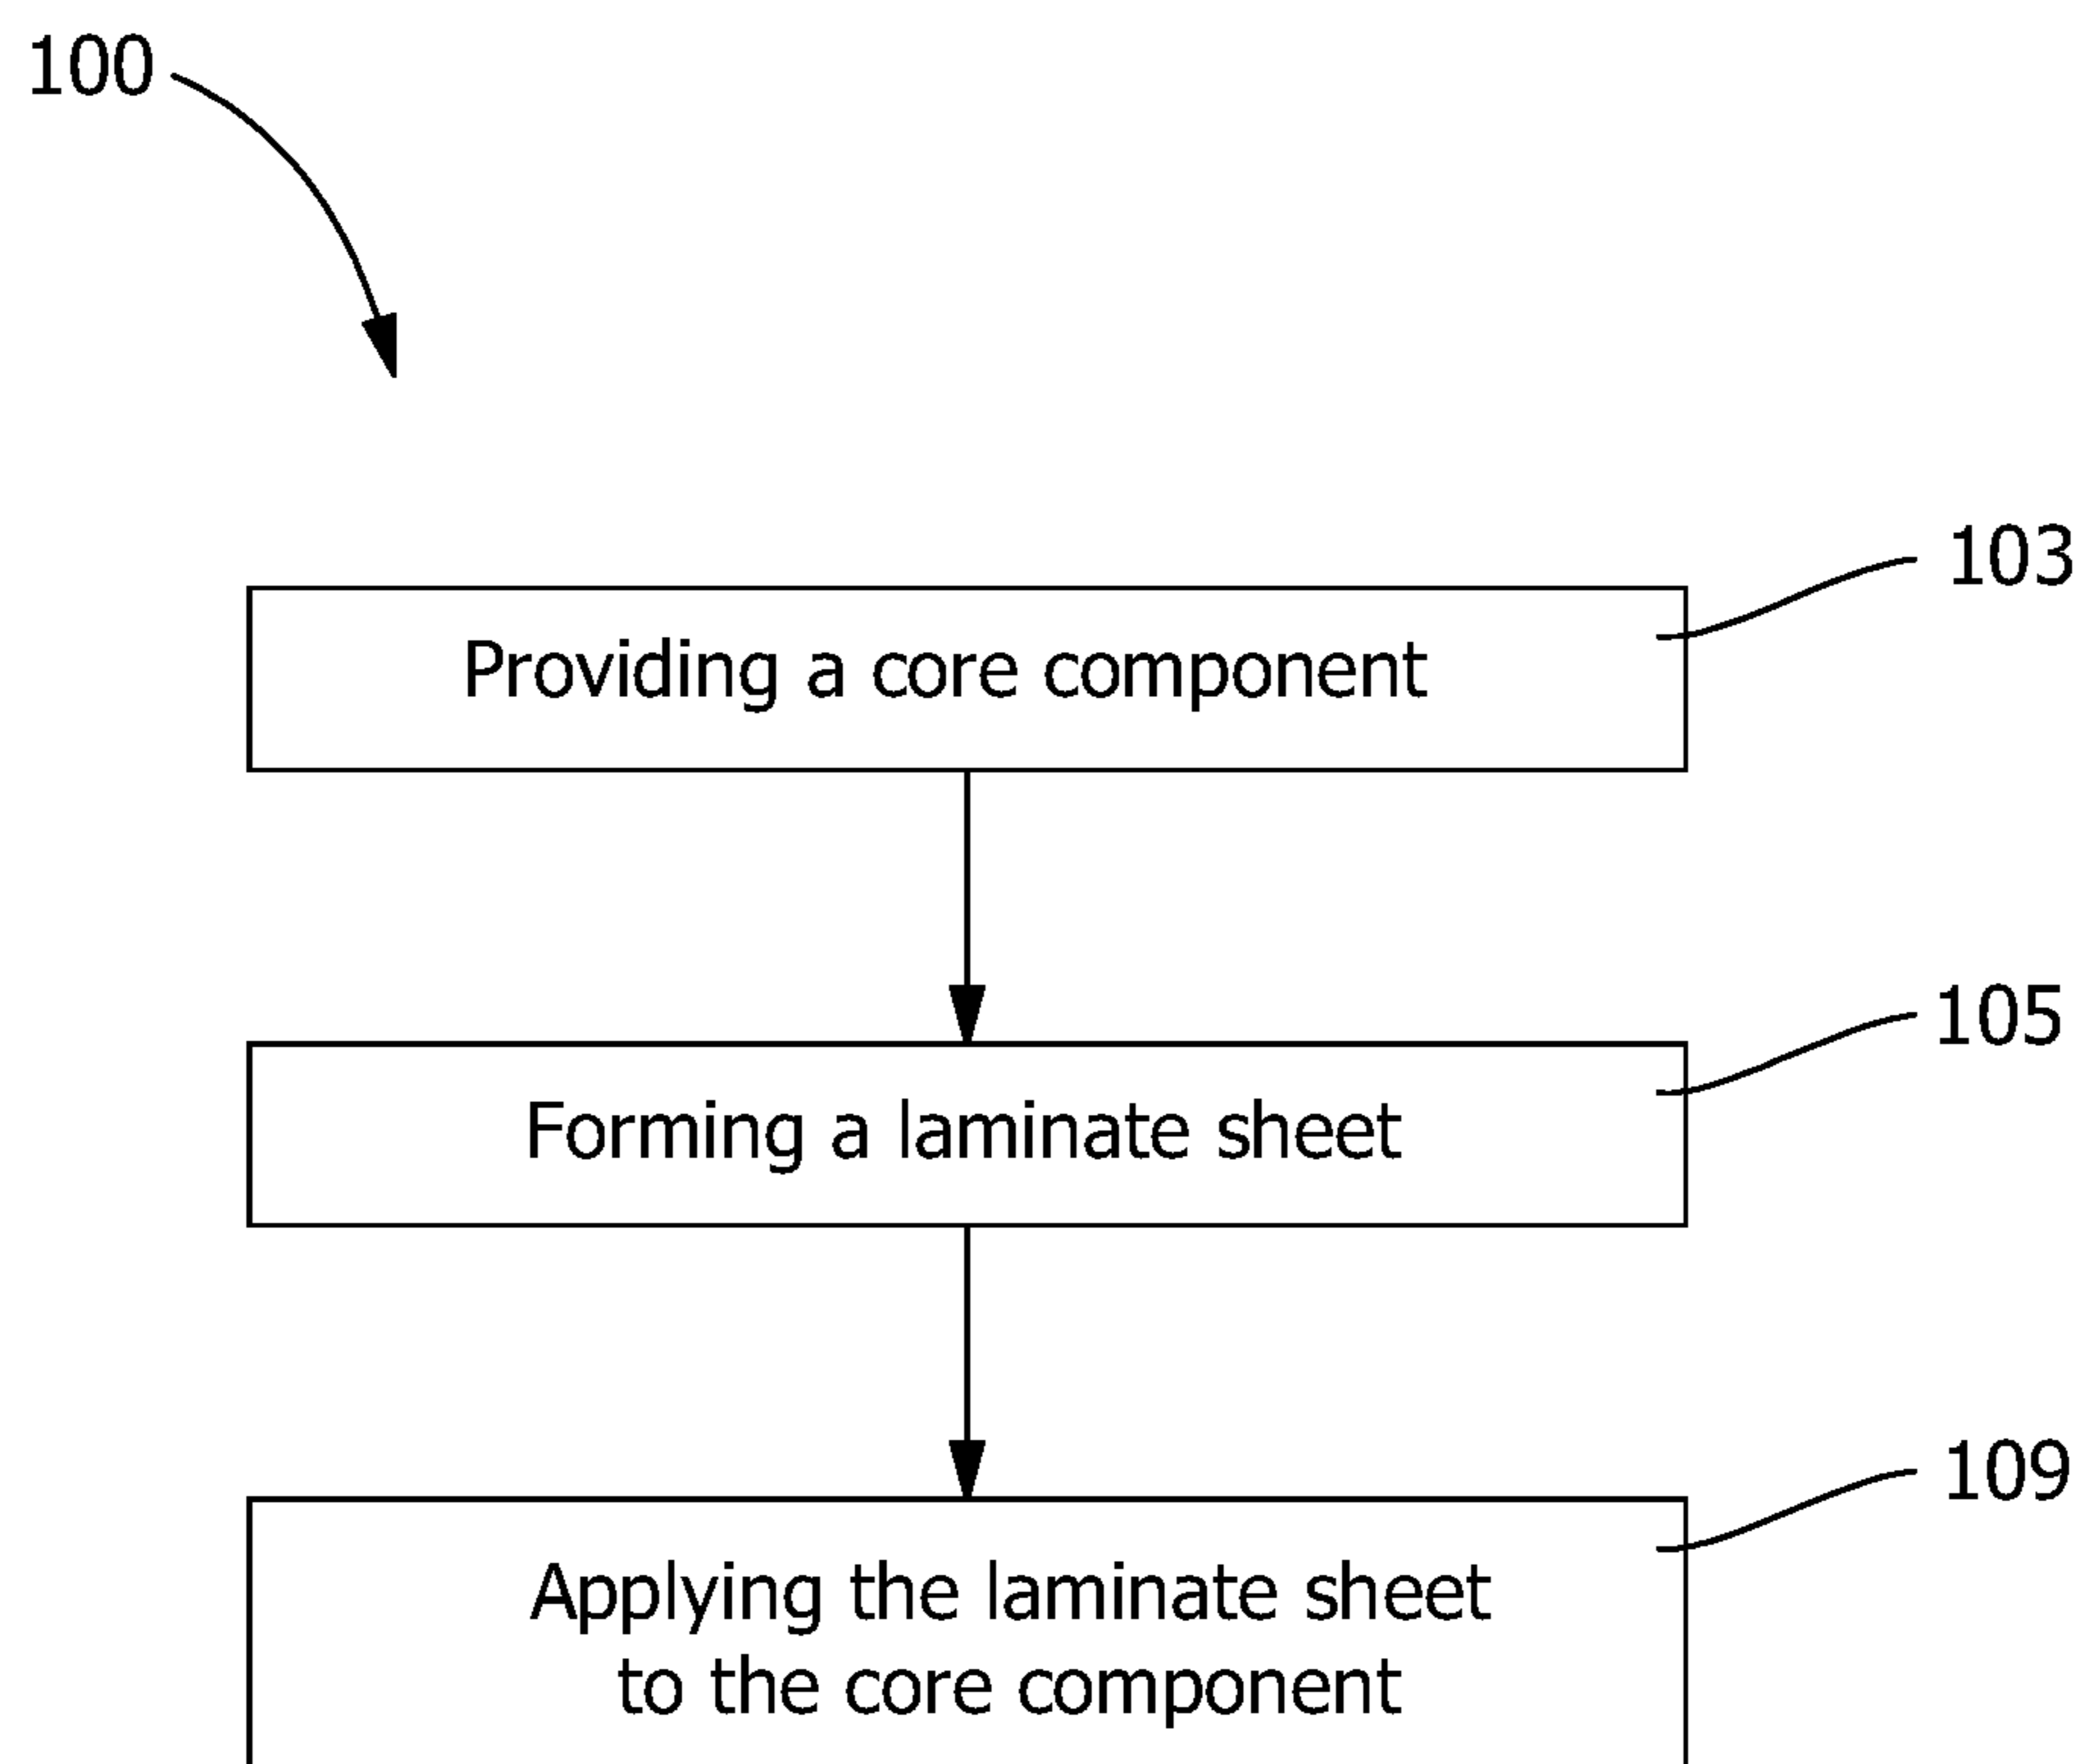 100
103
Providing a core component
105
Forming a laminate sheet
109
Applying the laminate sheet
to the core component